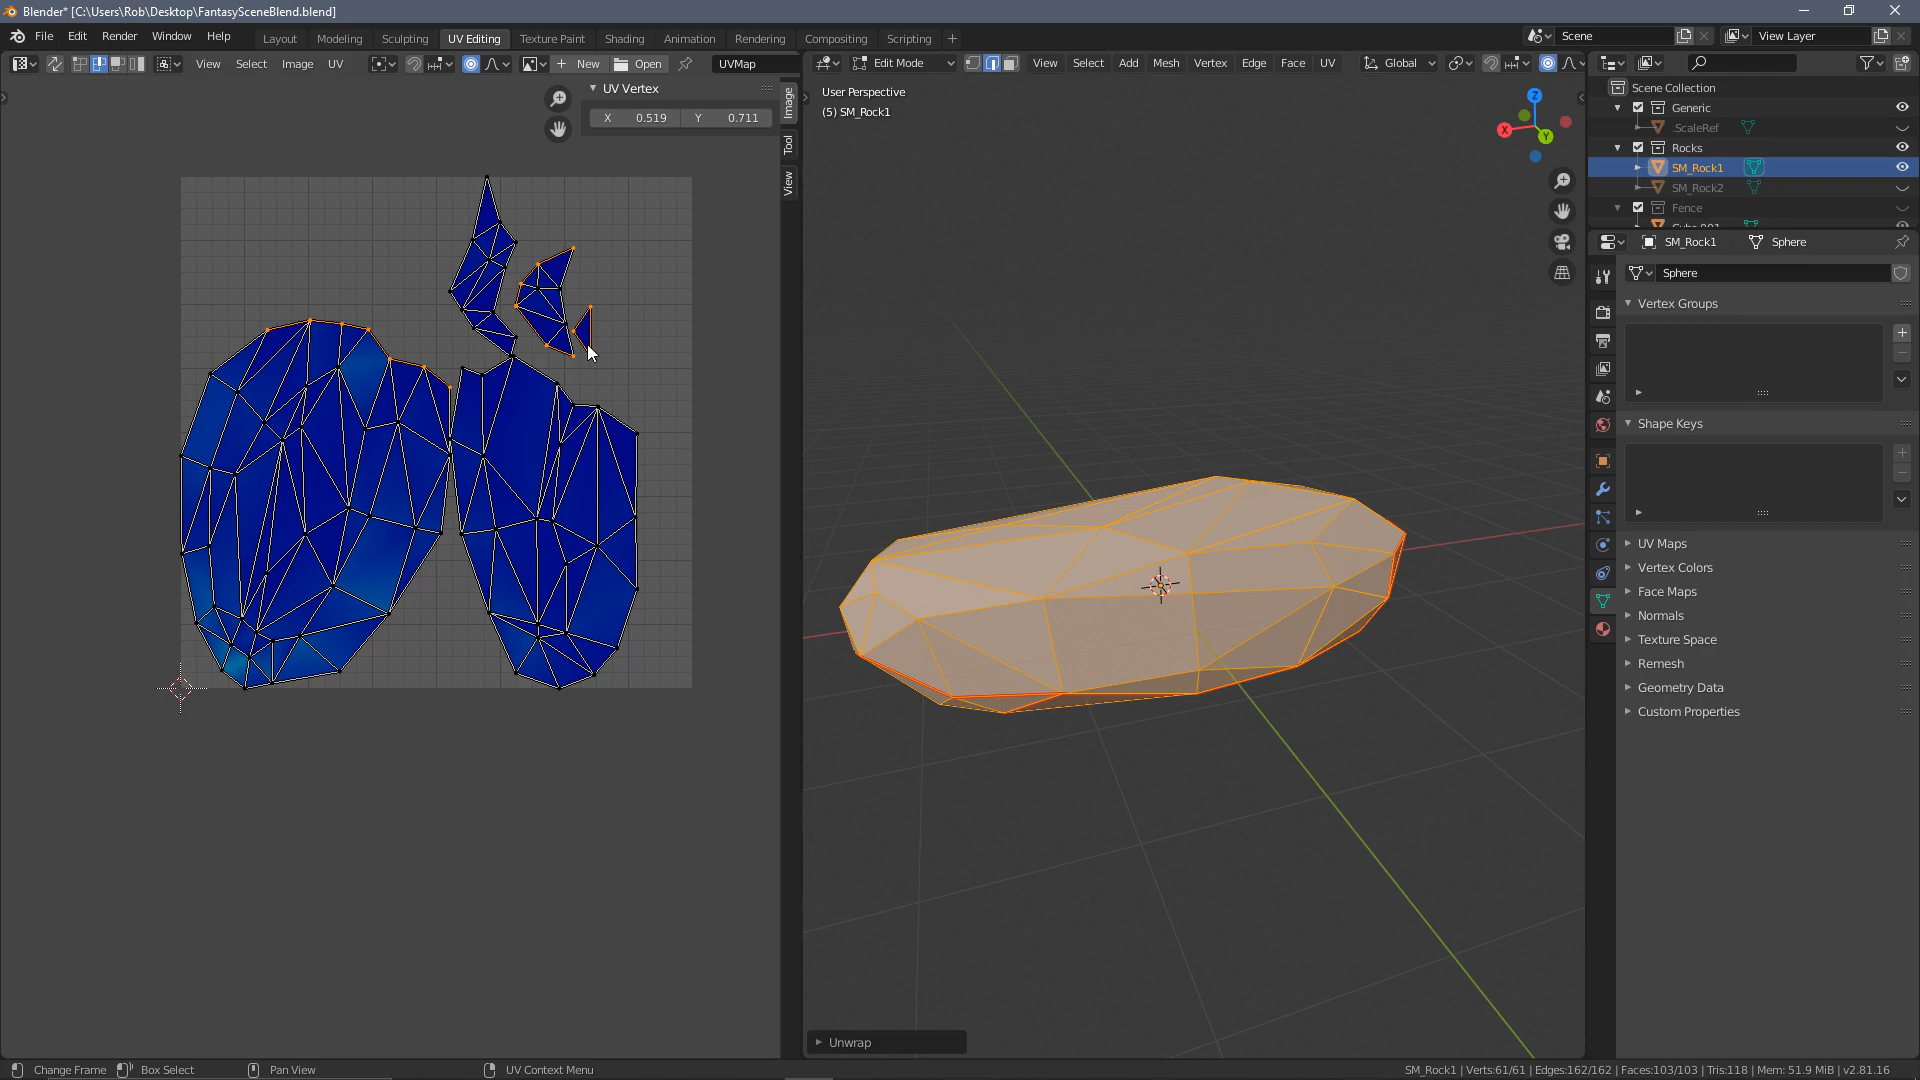 Blender* [C:\Users\Rob\Desktop\FantasySceneBlend.blend]
File Edit Render Window Help
Layout Modeling Sculpting UV Editing Texture Paint Shading Animation Rendering Compositing Scripting
Scene
View Layer
View Select Image UV
New Open
UVMap
Edit Mode
View Select Add Mesh Vertex Edge Face UV
Global
UV Vertex
X 0.519 Y 0.711
Image
Tool
View
User Perspective
(5) SM_Rock1
Z
X
Y
Scene Collection
Generic
.ScaleRef
Rocks
SM_Rock1
SM_Rock2
Fence
SM_Rock1 Sphere
Sphere
Vertex Groups
Shape Keys
UV Maps
Vertex Colors
Face Maps
Normals
Texture Space
Remesh
Geometry Data
Custom Properties
Unwrap
Change Frame Box Select Pan View UV Context Menu
SM_Rock1 | Verts:61/61 | Edges:162/162 | Faces:103/103 | Tris:118 | Mem: 51.9 MiB | v2.81.16